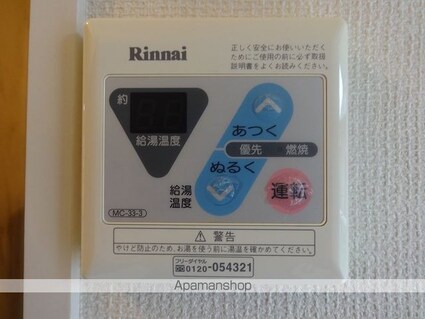 Rinnai
正しく安全にお使いいただく
ためにご使用の前に必ず取扱
説明書をよくお読みください。
約
給湯温度
あつく
優先
燃焼
ぬるく
給湯
温度
運転
MC-33-3
⚠ 警告
やけど防止のため、お湯を使う前に湯温を確かめてください。
フリーダイヤル
0120-054321
Apamanshop